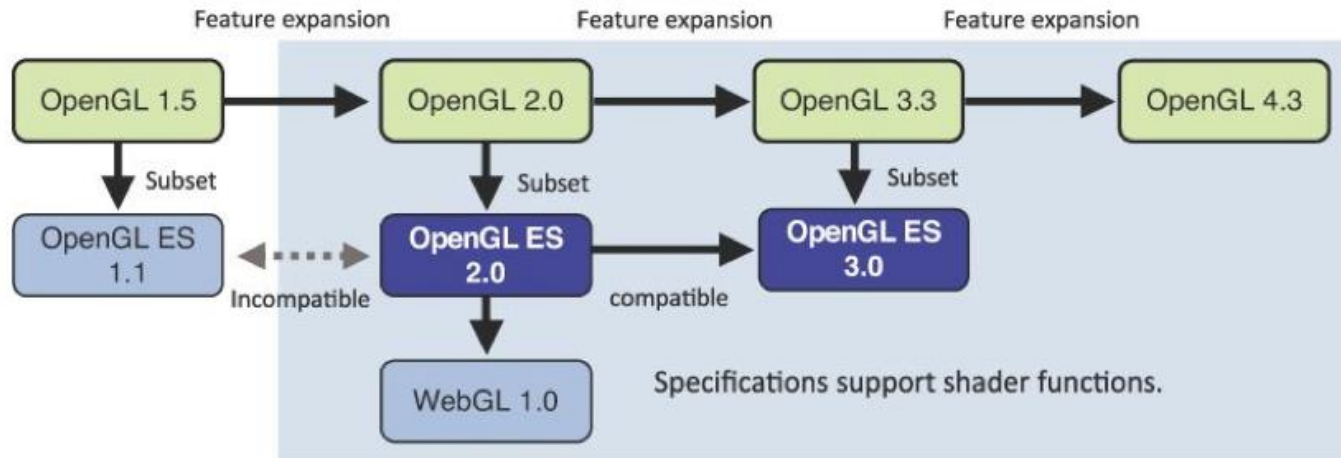 Feature expansion
Feature expansion
Feature expansion
OpenGL 1.5
OpenGL 2.0
OpenGL 3.3
OpenGL 4.3
Subset
Subset
Subset
OpenGL ES
1.1
OpenGL ES
2.0
OpenGL ES
3.0
Incompatible
compatible
WebGL 1.0
Specifications support shader functions.